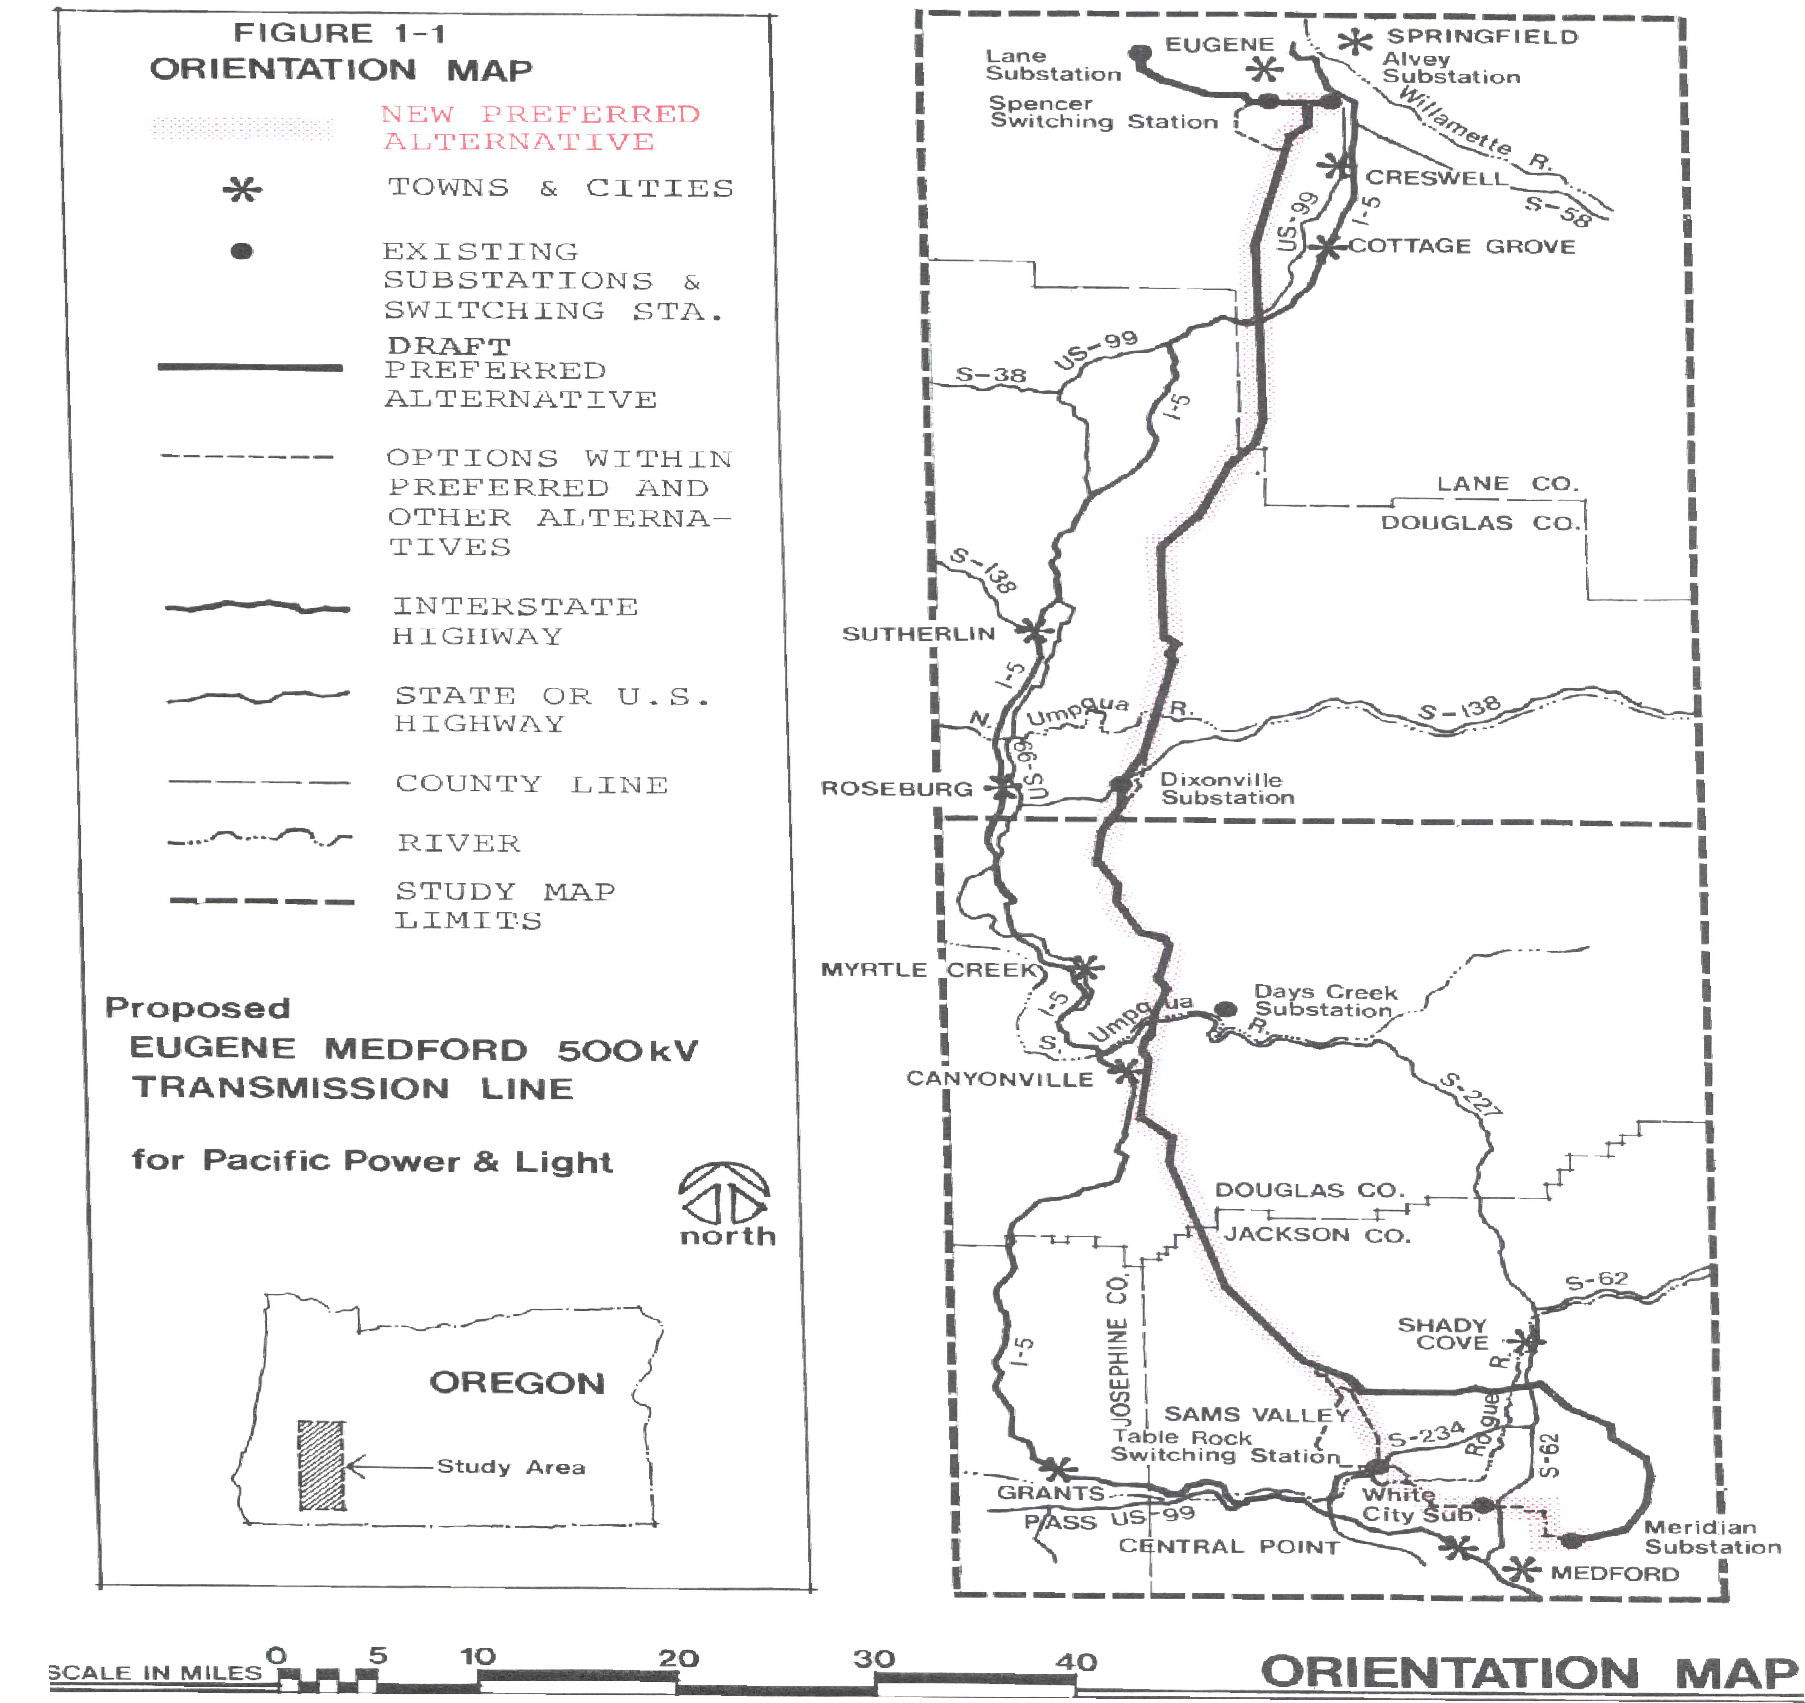 FIGURE 1-1
ORIENTATION MAP
NEW PREFERRED
ALTERNATIVE
TOWNS & CITIES
EXISTING
SUBSTATIONS &
SWITCHING STA.
DRAFT
PREFERRED
ALTERNATIVE
OPTIONS WITHIN
PREFERRED AND
OTHER ALTERNA-
TIVES
INTERSTATE
HIGHWAY
STATE OR U.S.
HIGHWAY
COUNTY LINE
RIVER
STUDY MAP
LIMITS
Proposed
EUGENE MEDFORD 500kV
TRANSMISSION LINE
for Pacific Power & Light
north
OREGON
Study Area
SCALE IN MILES
0 5 10 20 30 40
ORIENTATION MAP
EUGENE
SPRINGFIELD
Lane
Substation
Alvey
Substation
Spencer
Switching Station
Willamette R.
CRESWELL
S-58
US-99
I-5
COTTAGE GROVE
US-99
S-38
I-5
LANE CO.
DOUGLAS CO.
S-138
SUTHERLIN
I-5
N. Umpqua R.
S-138
US-99
ROSEBURG
Dixonville
Substation
MYRTLE CREEK
I-5
Days Creek
Substation
S. Umpqua R.
CANYONVILLE
S-227
DOUGLAS CO.
JACKSON CO.
JOSEPHINE CO.
S-62
I-5
SHADY
COVE
SAMS VALLEY
Table Rock
Switching Station
S-234
Rogue R.
S-62
GRANTS
PASS
US-99
White
City Sub.
CENTRAL POINT
Meridian
Substation
MEDFORD